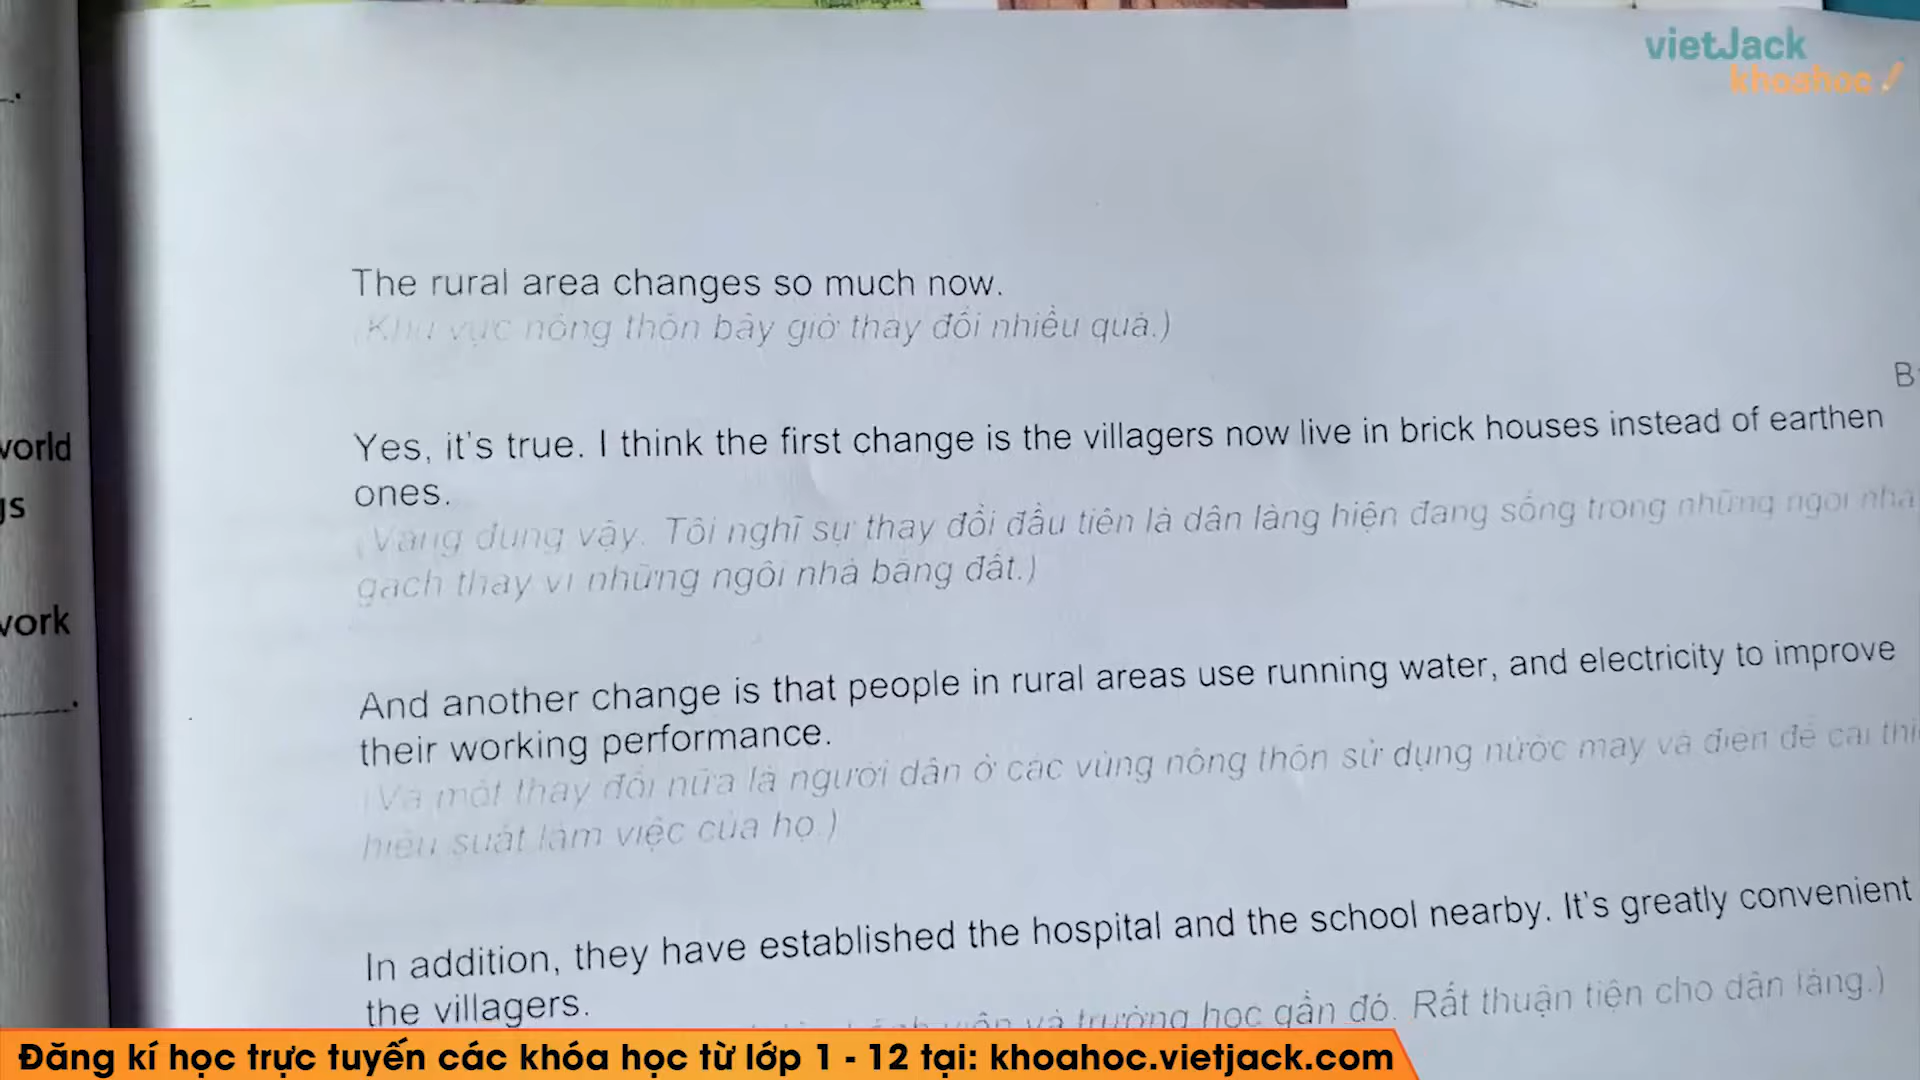 vietJack
khoahoc
The rural area changes so much now.
(Khu vực nông thôn bây giờ thay đổi nhiều quá.)
Yes, it's true. I think the first change is the villagers now live in brick houses instead of earthen
ones.
(Vâng đúng vậy. Tôi nghĩ sự thay đổi đầu tiên là dân làng hiện đang sống trong những ngôi nhà
gạch thay vì những ngôi nhà bằng đất.)
And another change is that people in rural areas use running water, and electricity to improve
their working performance.
(Và một thay đổi nữa là người dân ở các vùng nông thôn sử dụng nước máy và điện để cải
hiệu suất làm việc của họ.)
In addition, they have established the hospital and the school nearby. It's greatly convenient
the villagers.
và trường học gần đó. Rất thuận tiện cho dân làng.)
work
Đăng kí học trực tuyến các khóa học từ lớp 1 - 12 tại: khoahoc.vietjack.com